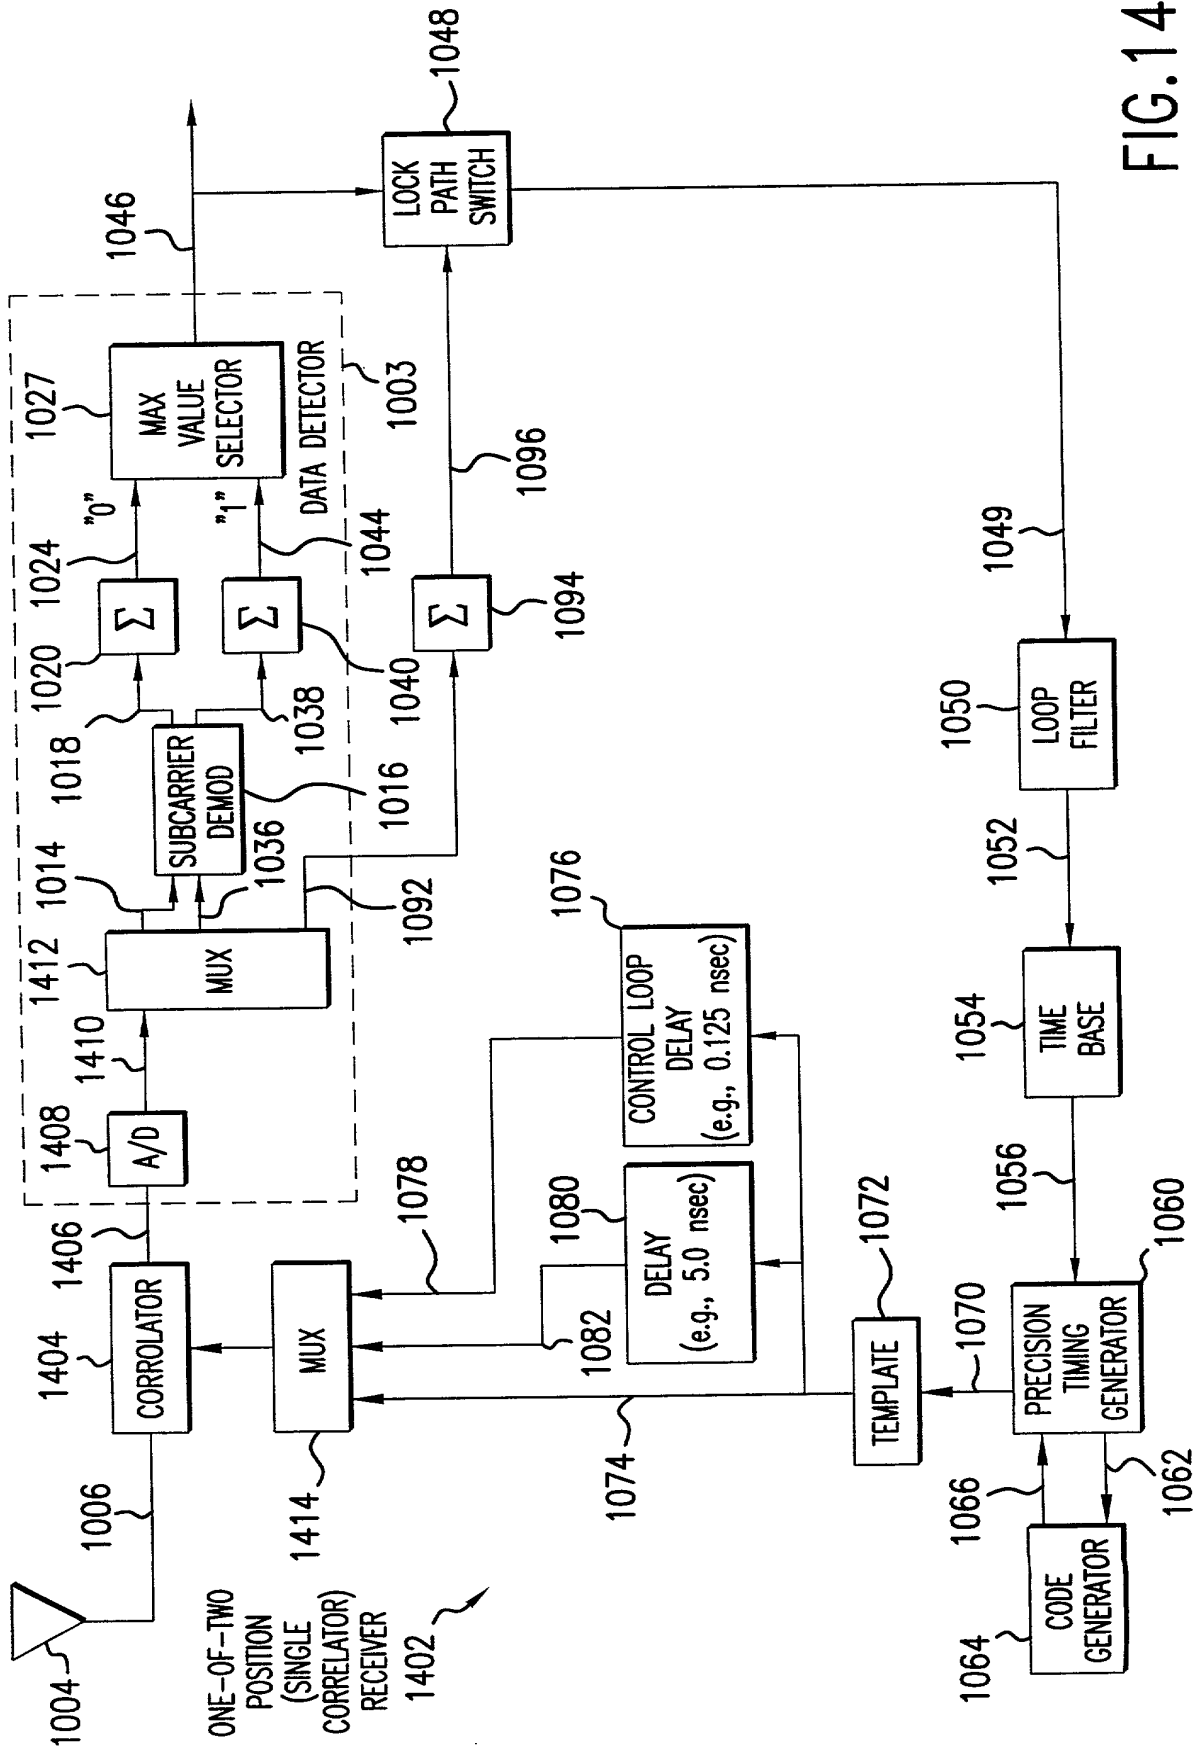 1004
1006
ONE-OF-TWO
POSITION
(SINGLE
CORRELATOR)
RECEIVER
1402
1404
CORROLATOR
1406
1408
A/D
1410
1412
MUX
1014
1036
SUBCARRIER
DEMOD
1016
1018
1038
1020
Σ
1040
Σ
1024
"0"
1044
"1"
1027
MAX
VALUE
SELECTOR
DATA DETECTOR
1003
1046
1048
LOCK
PATH
SWITCH
1092
1094
Σ
1096
1414
MUX
1078
1082
1074
1080
DELAY
(e.g., 5.0 nsec)
1076
CONTROL LOOP
DELAY
(e.g., 0.125 nsec)
1072
TEMPLATE
1070
1049
1050
LOOP
FILTER
1052
1054
TIME
BASE
1056
1060
PRECISION
TIMING
GENERATOR
1066
1062
1064
CODE
GENERATOR
FIG.14